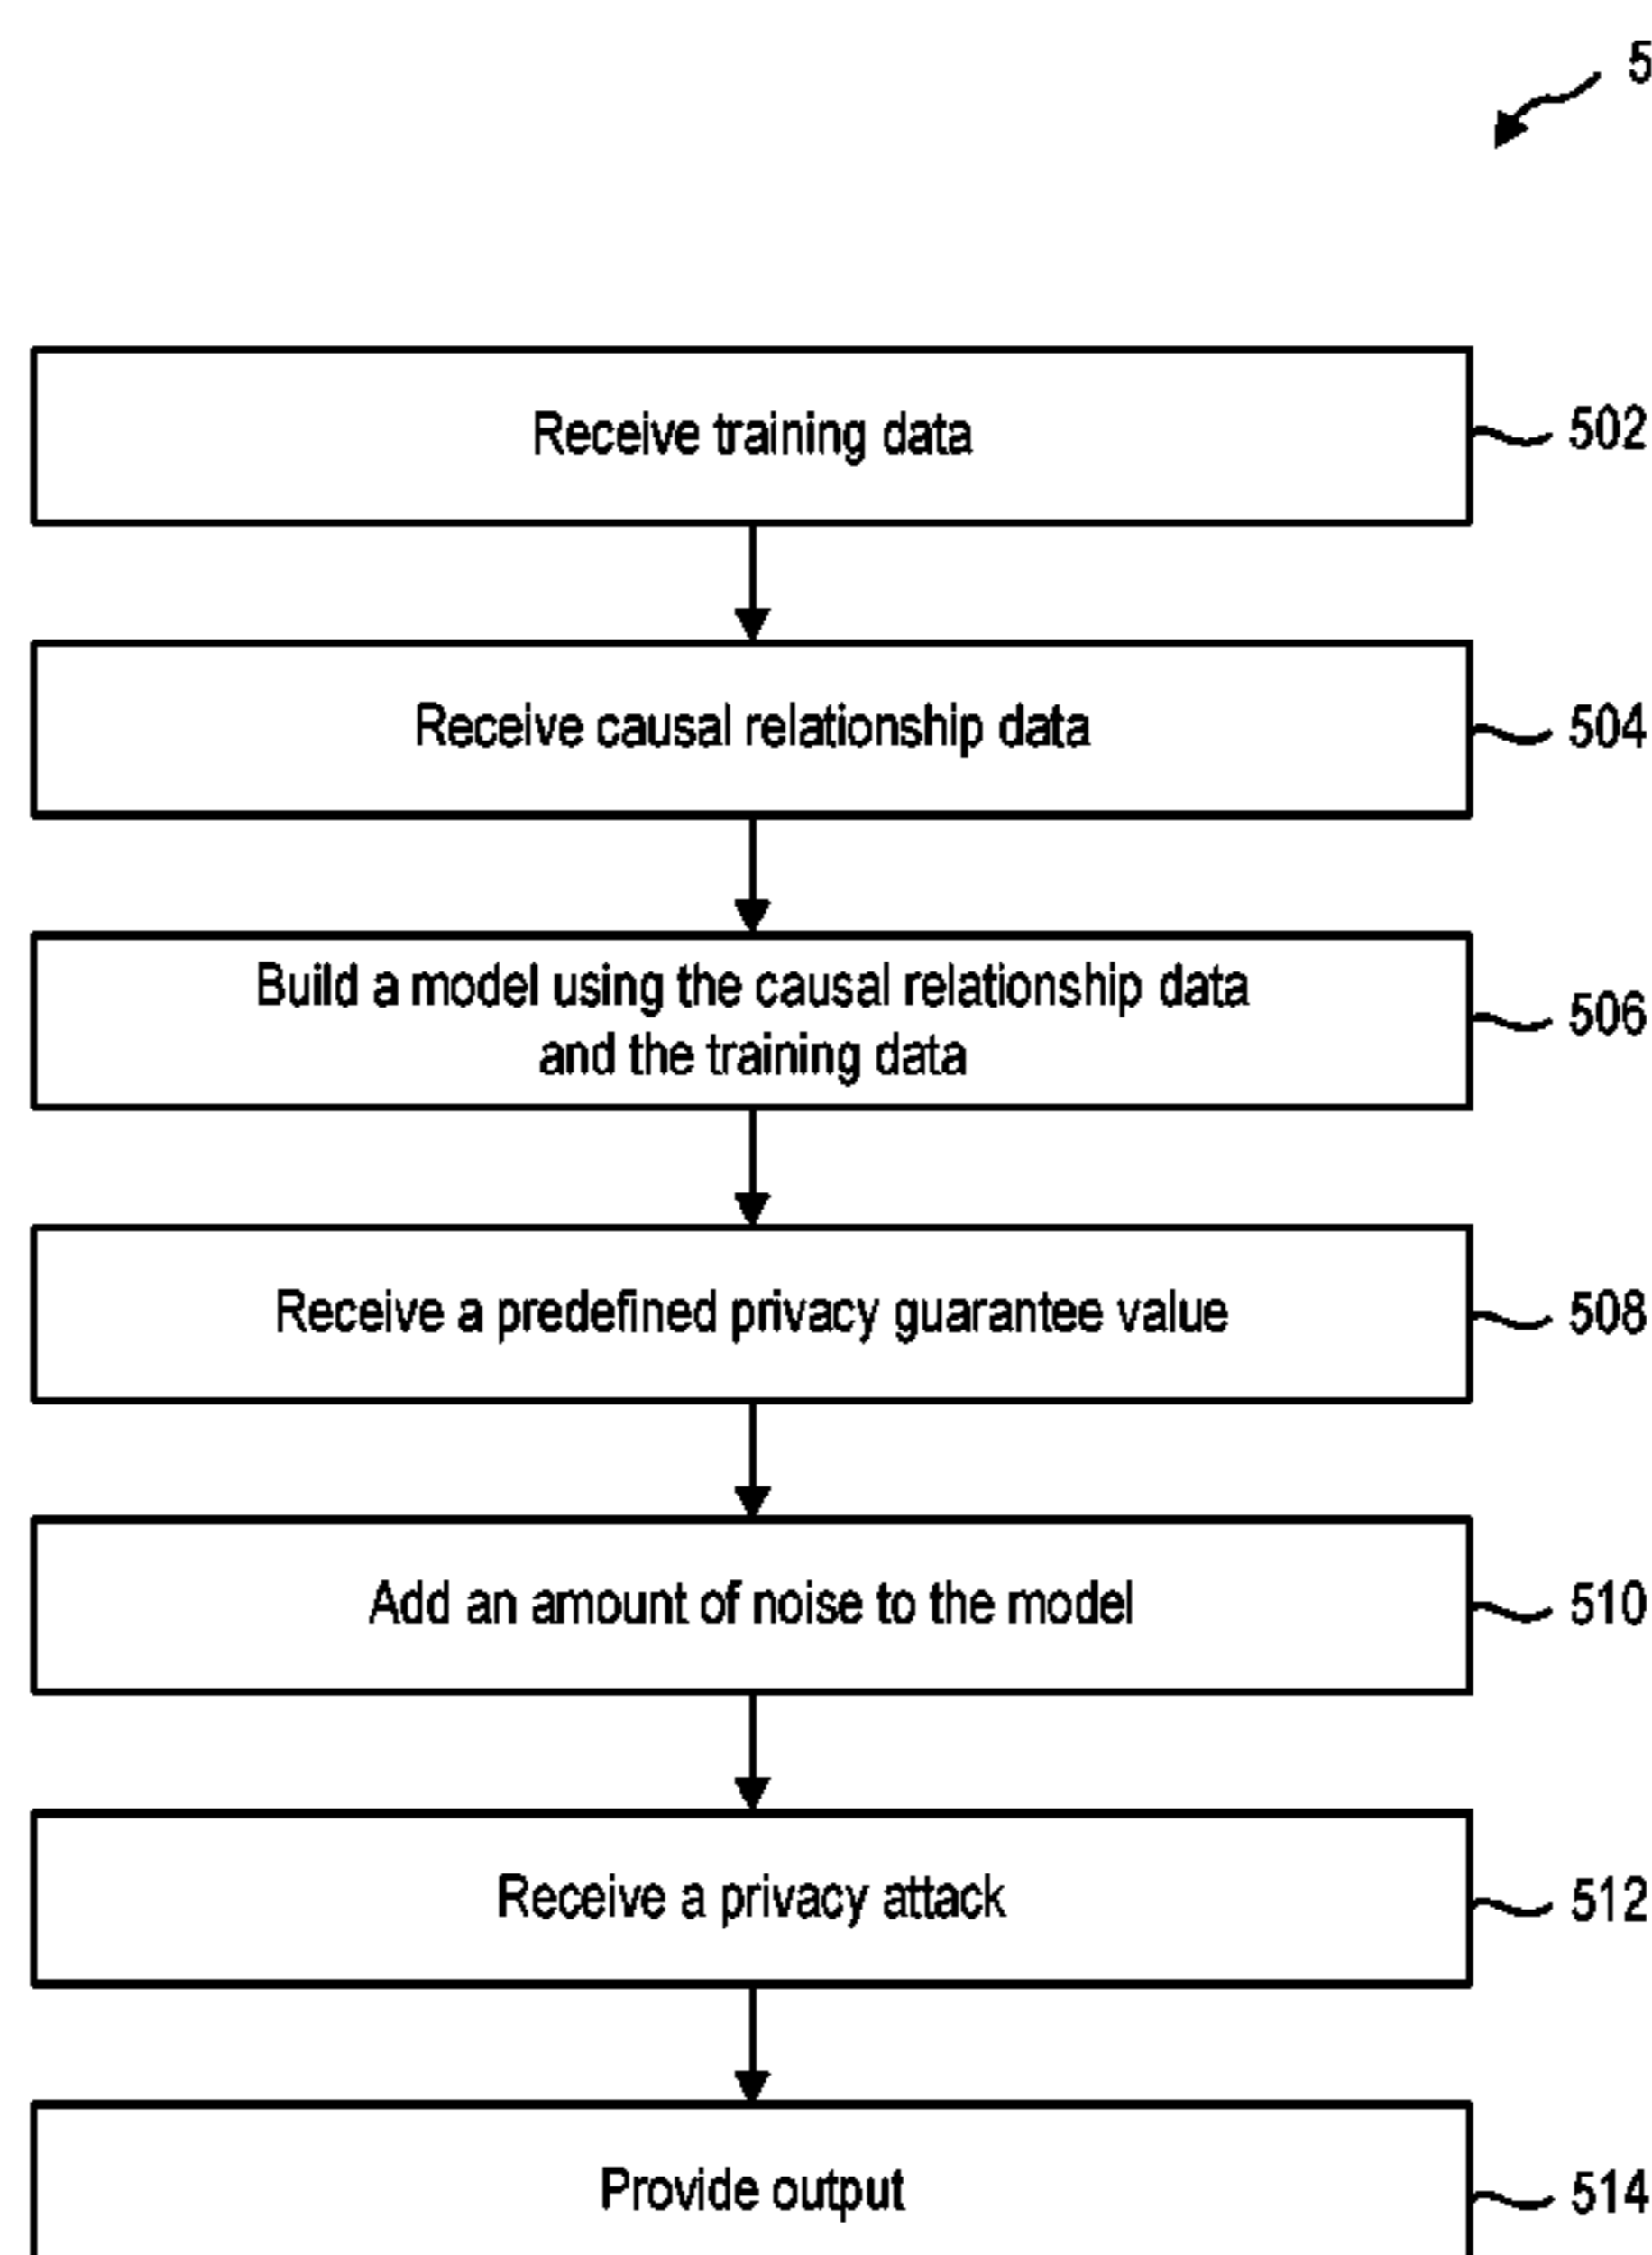 5
Receive training data
502
Receive causal relationship data
504
Build a model using the causal relationship data
and the training data
506
Receive a predefined privacy guarantee value
508
Add an amount of noise to the model
510
Receive a privacy attack
512
Provide output
514